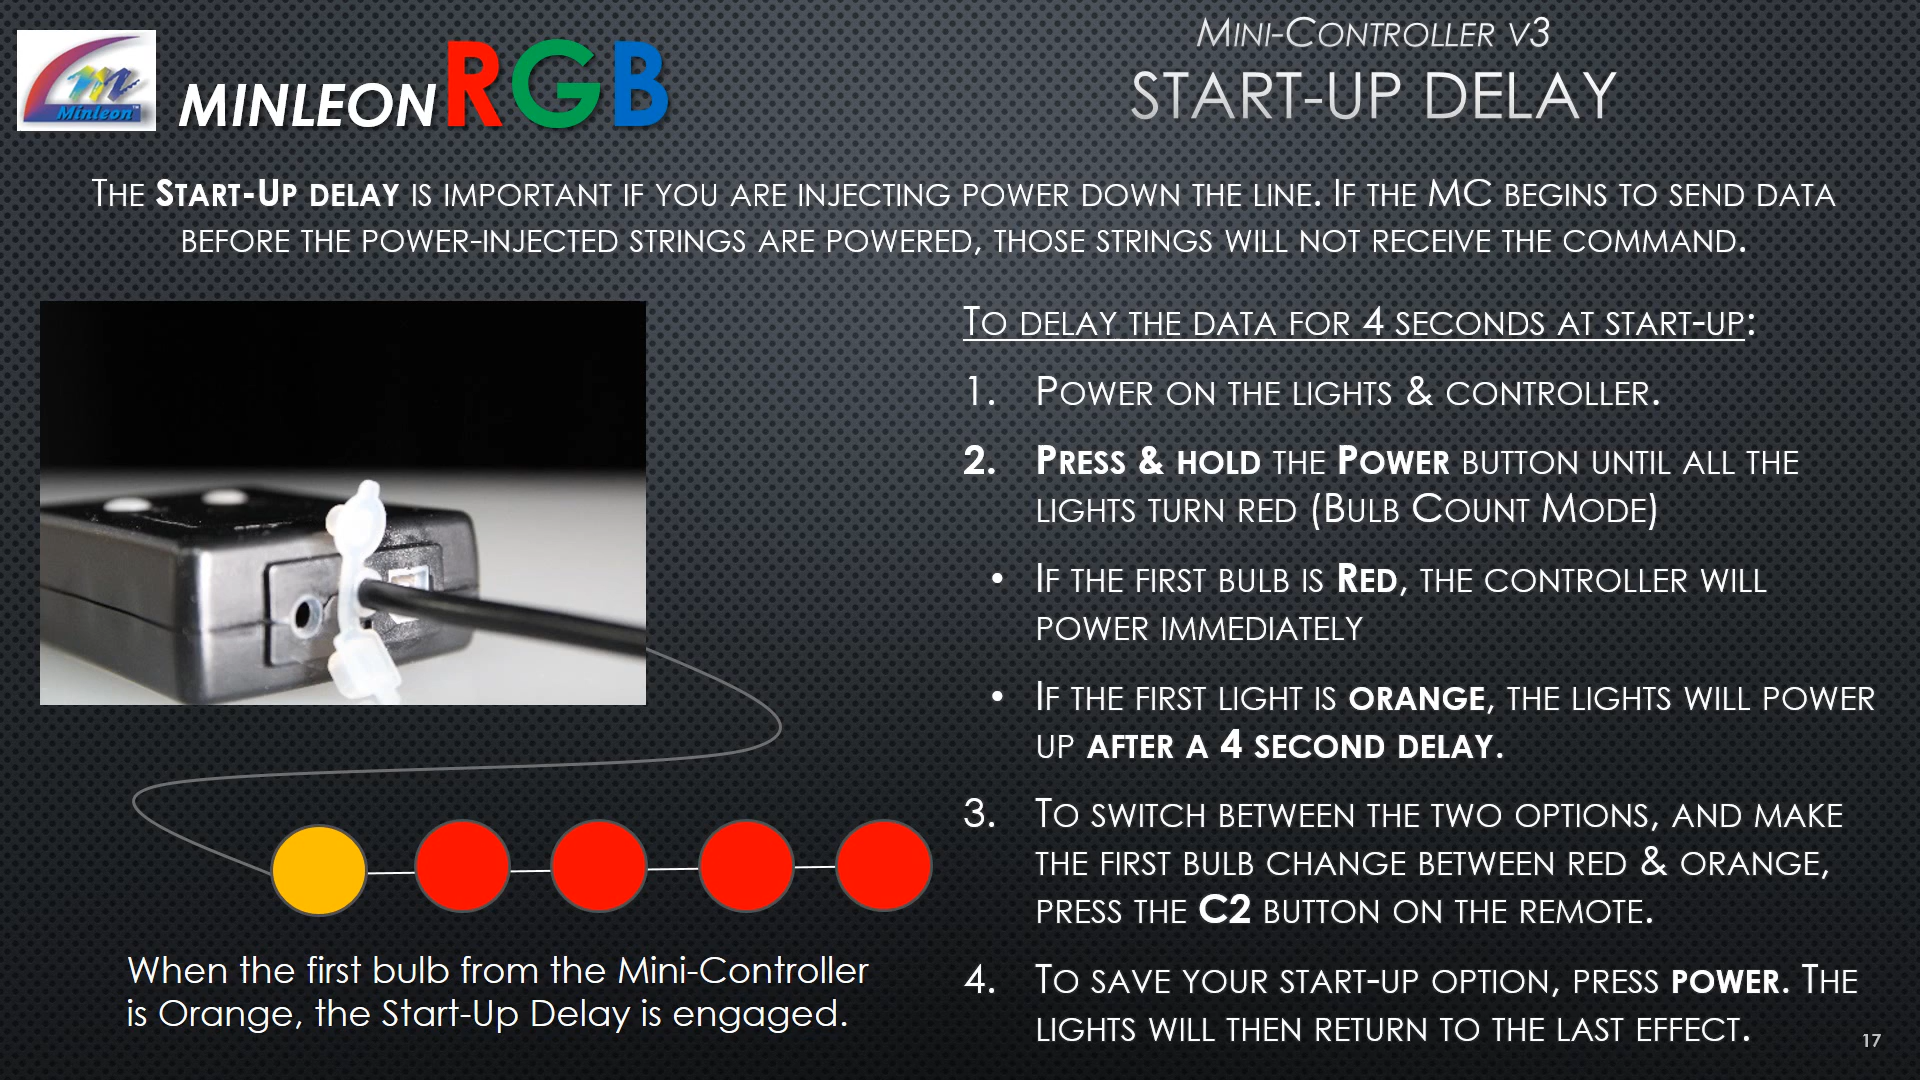 Minleon
MINLEON RGB
Mini-Controller v3
START-UP DELAY
The Start-Up delay is important if you are injecting power down the line. If the MC begins to send data
before the power-injected strings are powered, those strings will not receive the command.
To delay the data for 4 seconds at start-up:
1. Power on the lights & controller.
2. Press & hold the Power button until all the
lights turn red (Bulb Count Mode)
• If the first bulb is Red, the controller will
power immediately
• If the first light is orange, the lights will power
up after a 4 second delay.
3. To switch between the two options, and make
the first bulb change between red & orange,
press the C2 button on the remote.
4. To save your start-up option, press power. The
lights will then return to the last effect.
When the first bulb from the Mini-Controller
is Orange, the Start-Up Delay is engaged.
17